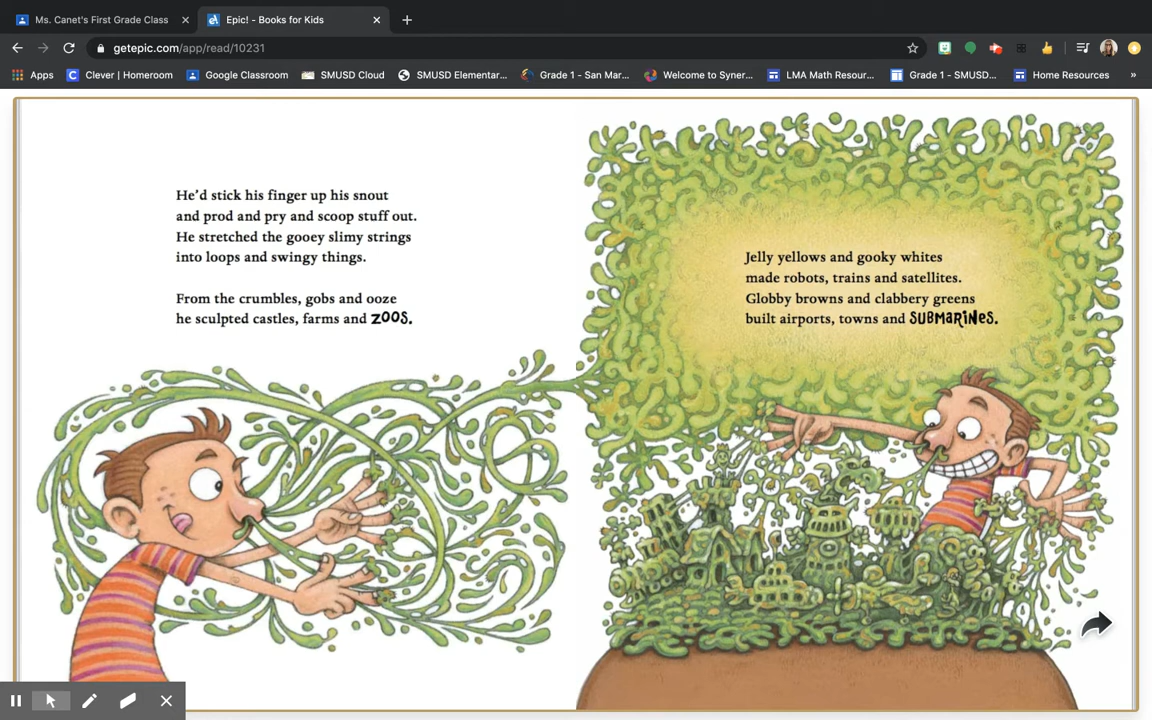 Ms. Canet's First Grade Class
Epic! - Books for Kids
getepic.com/app/read/10231
Apps
Clever | Homeroom
Google Classroom
SMUSD Cloud
SMUSD Elementar...
Grade 1 - San Mar...
Welcome to Syner...
LMA Math Resour...
Grade 1 - SMUSD...
Home Resources
He'd stick his finger up his snout
and prod and pry and scoop stuff out.
He stretched the gooey slimy strings
into loops and swingy things.
From the crumbles, gobs and ooze
he sculpted castles, farms and ZOOS.
Jelly yellows and gooky whites
made robots, trains and satellites.
Globby browns and clabbery greens
built airports, towns and SUBMARINES.